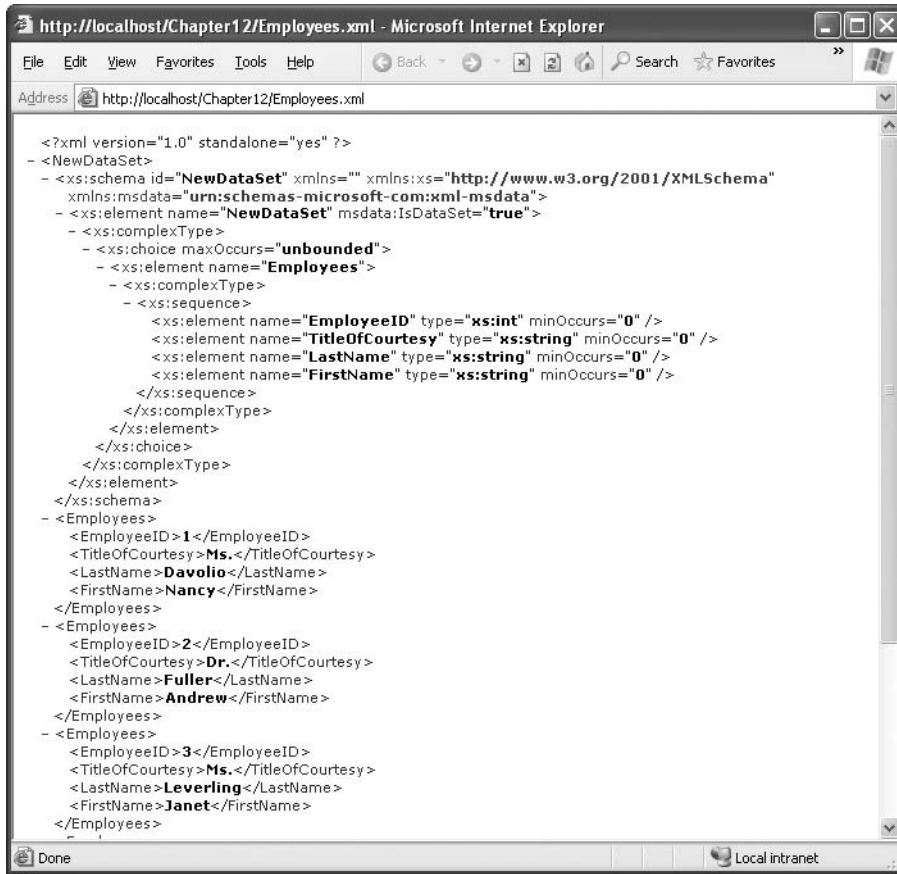 http://localhost/Chapter12/Employees.xml - Microsoft Internet Explorer
File Edit View Favorites Tools Help Back Search Favorites »
Address http://localhost/Chapter12/Employees.xml
<?xml version="1.0" standalone="yes" ?>
- <NewDataSet>
- <xs:schema id="NewDataSet" xmlns="" xmlns:xs="http://www.w3.org/2001/XMLSchema"
xmlns:msdata="urn:schemas-microsoft-com:xml-msdata">
- <xs:element name="NewDataSet" msdata:IsDataSet="true">
- <xs:complexType>
- <xs:choice maxOccurs="unbounded">
- <xs:element name="Employees">
- <xs:complexType>
- <xs:sequence>
<xs:element name="EmployeeID" type="xs:int" minOccurs="0" />
<xs:element name="TitleOfCourtesy" type="xs:string" minOccurs="0" />
<xs:element name="LastName" type="xs:string" minOccurs="0" />
<xs:element name="FirstName" type="xs:string" minOccurs="0" />
</xs:sequence>
</xs:complexType>
</xs:element>
</xs:choice>
</xs:complexType>
</xs:element>
</xs:schema>
- <Employees>
<EmployeeID>1</EmployeeID>
<TitleOfCourtesy>Ms.</TitleOfCourtesy>
<LastName>Davolio</LastName>
<FirstName>Nancy</FirstName>
</Employees>
- <Employees>
<EmployeeID>2</EmployeeID>
<TitleOfCourtesy>Dr.</TitleOfCourtesy>
<LastName>Fuller</LastName>
<FirstName>Andrew</FirstName>
</Employees>
- <Employees>
<EmployeeID>3</EmployeeID>
<TitleOfCourtesy>Ms.</TitleOfCourtesy>
<LastName>Leverling</LastName>
<FirstName>Janet</FirstName>
</Employees>
Done Local intranet